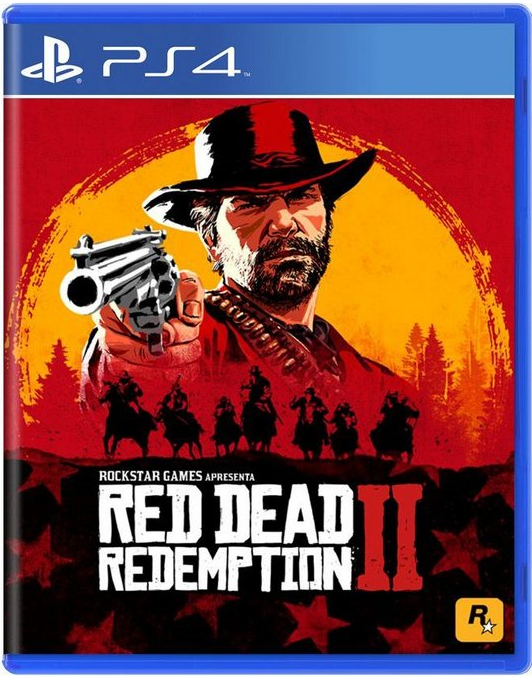 PS4
ROCKSTAR GAMES APRESENTA
RED DEAD
REDEMPTION II
R